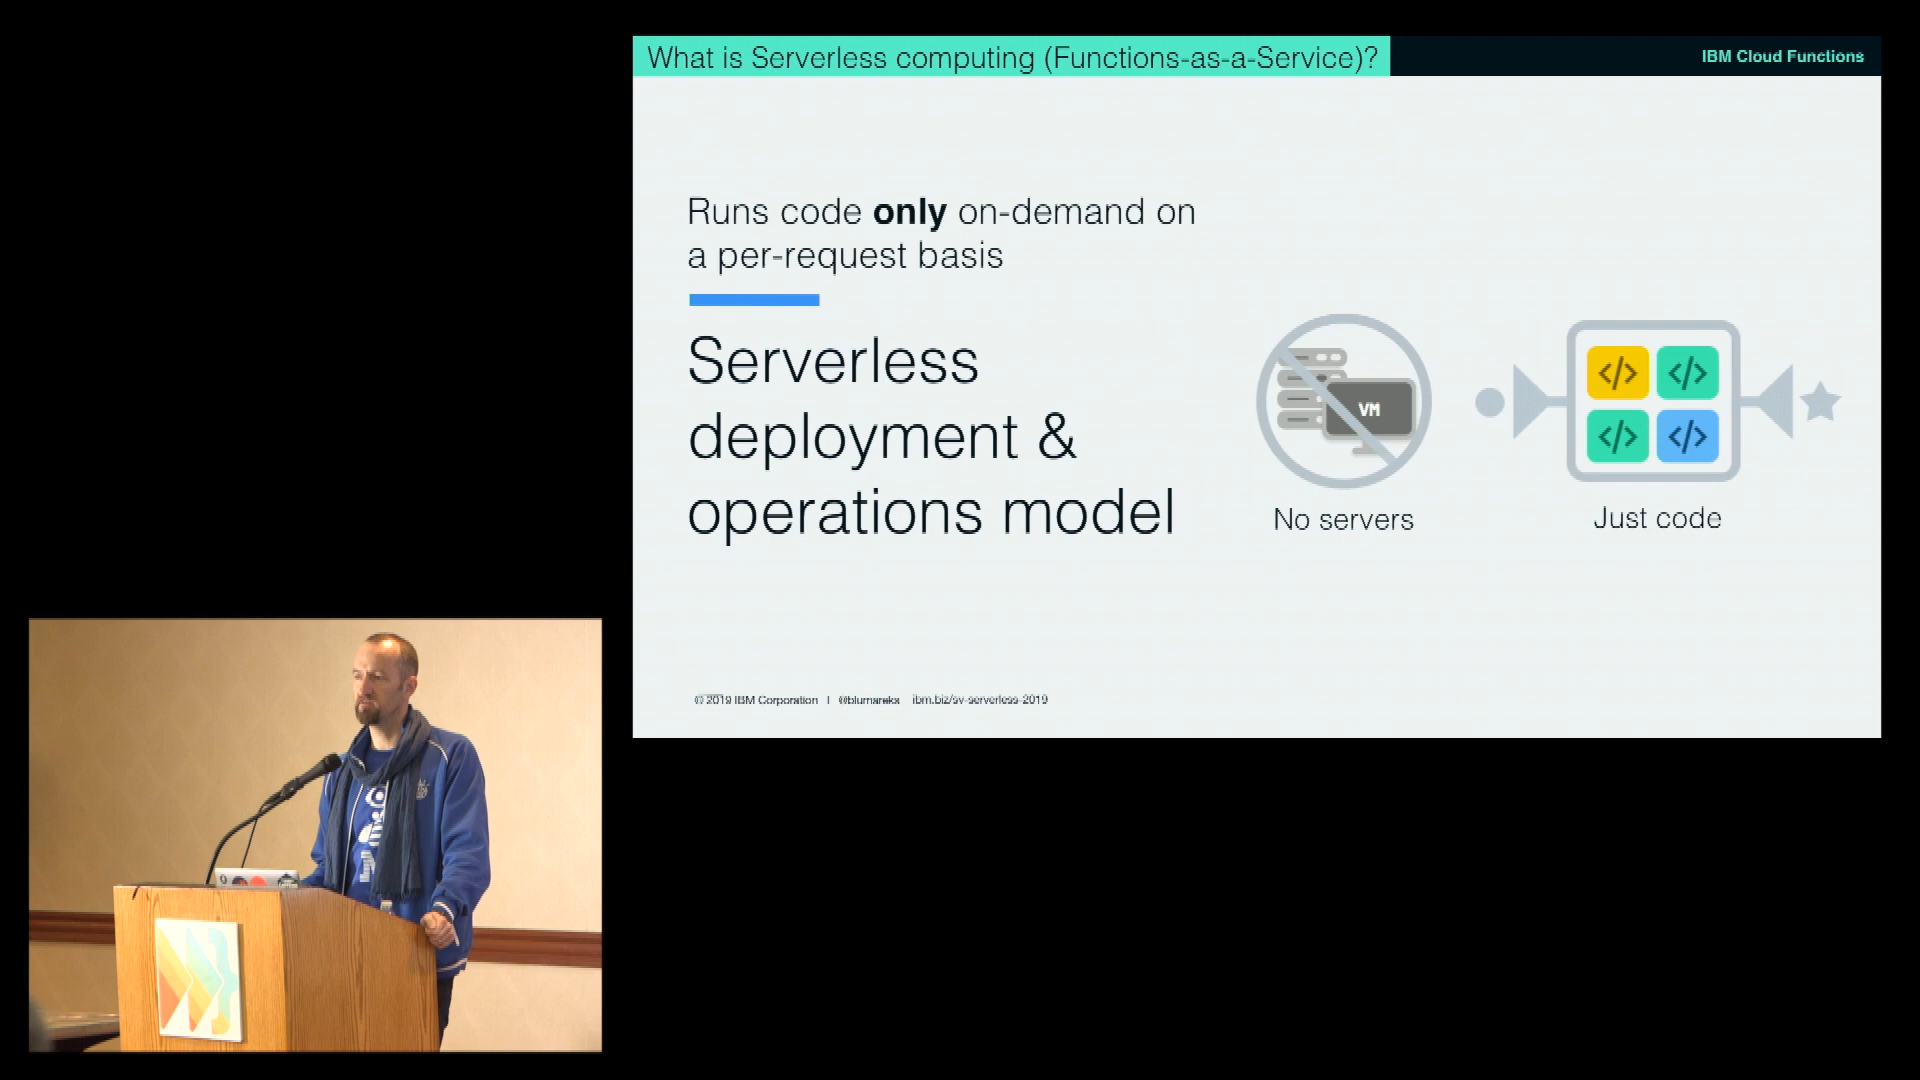 What is Serverless computing (Functions-as-a-Service)?
IBM Cloud Functions
Runs code only on-demand on
a per-request basis
Serverless
deployment &
operations model
VM
</>
</>
</>
</>
No servers
Just code
© 2019 IBM Corporation | @blumareks ibm.biz/sv-serverless-2019